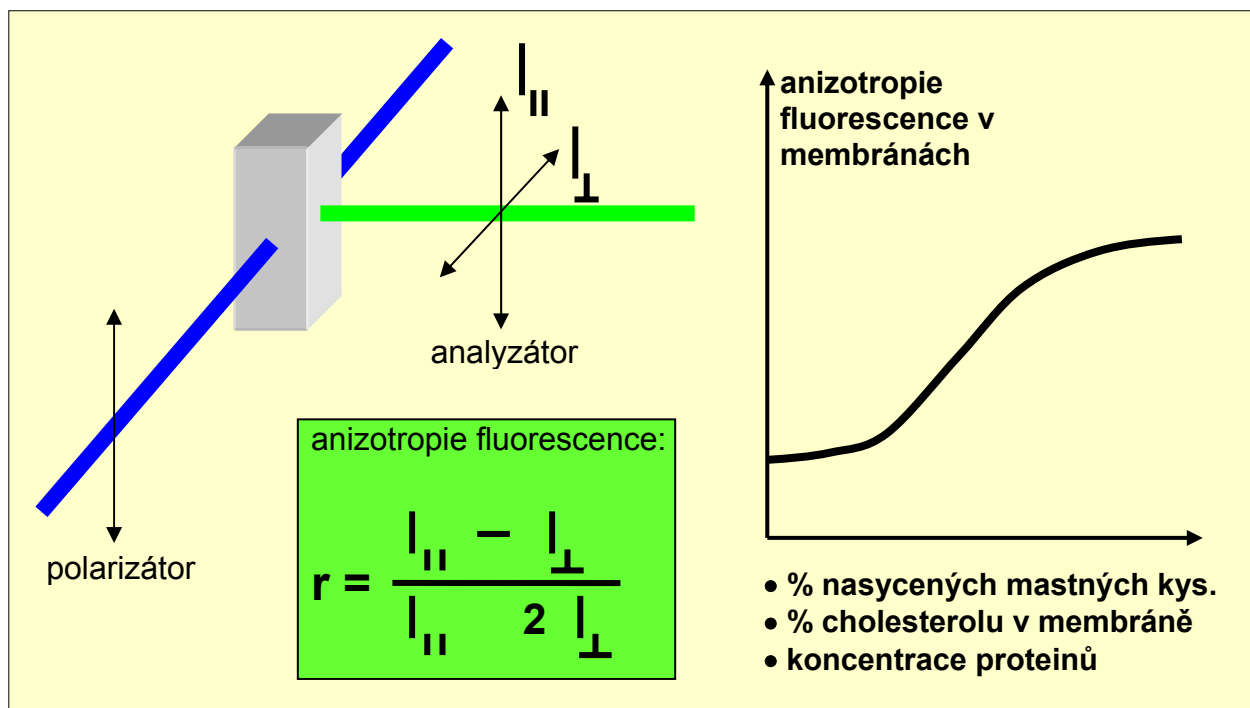 I||
I⊥
analyzátor
polarizátor
anizotropie fluorescence:
I|| – I⊥
r =
I|| 2 I⊥
anizotropie
fluorescence v
membránách
• % nasycených mastných kys.
• % cholesterolu v membráně
• koncentrace proteinů